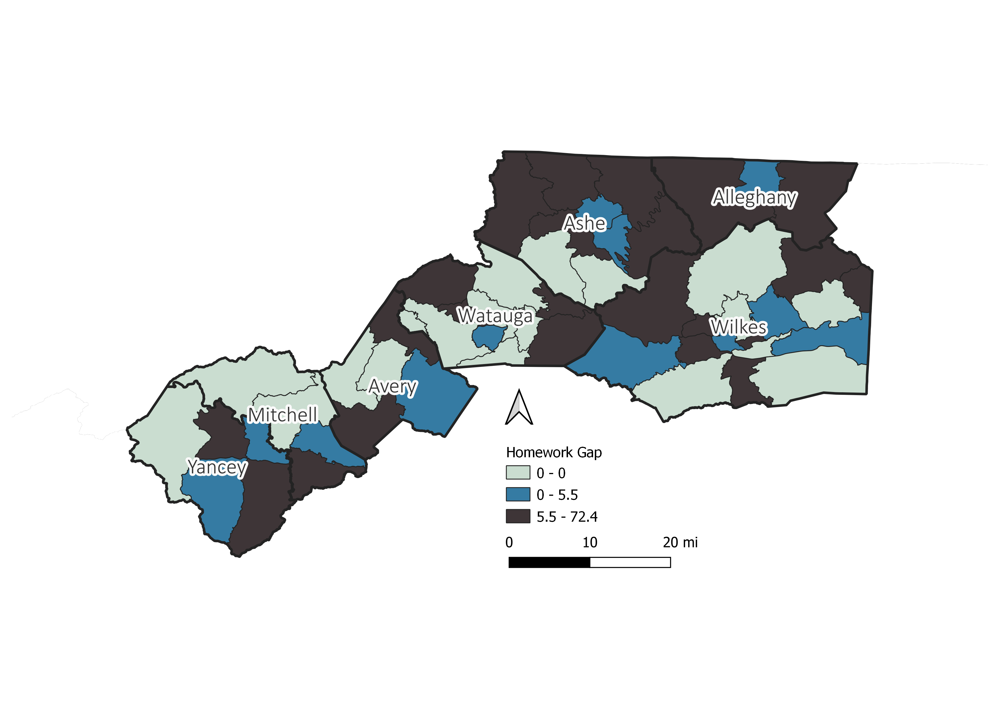 Alleghany
Ashe
Watauga
Wilkes
Avery
Mitchell
Yancey
Homework Gap
0 - 0
0 - 5.5
5.5 - 72.4
0 10 20 mi